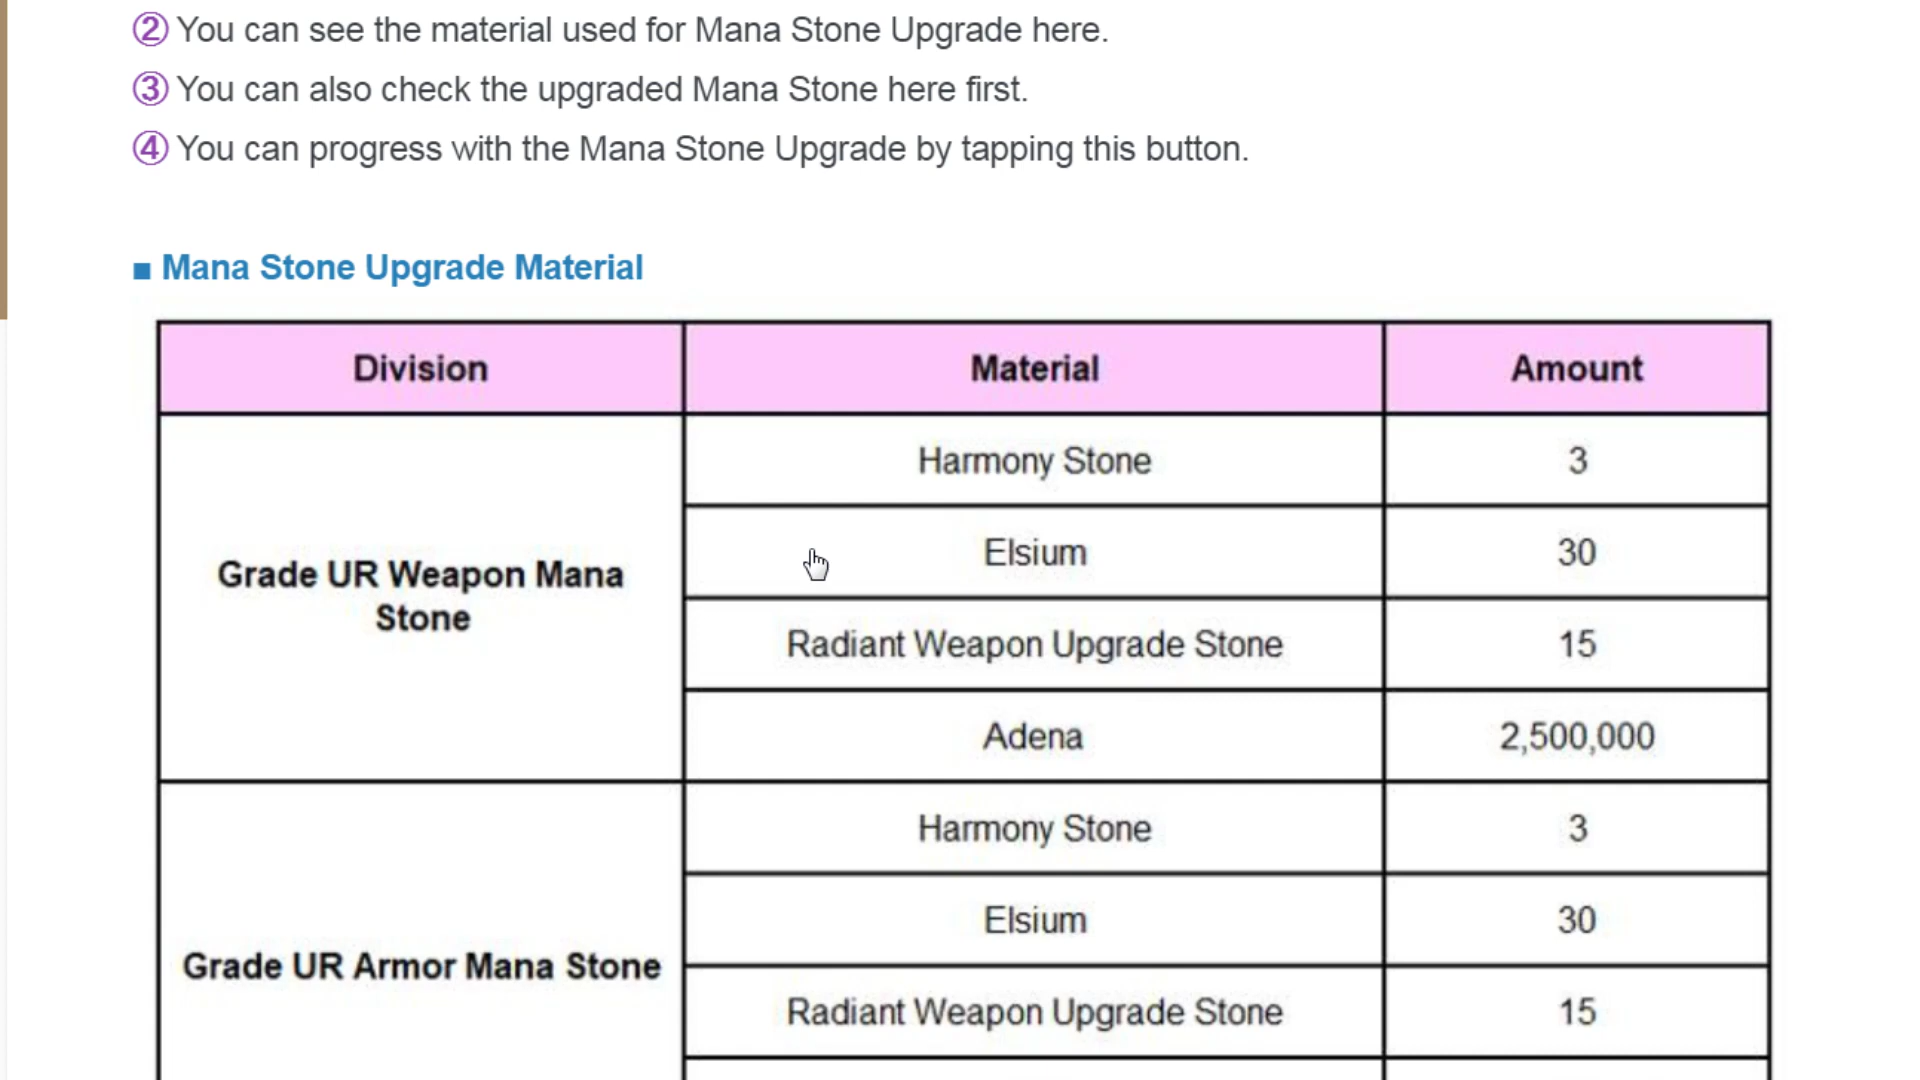 ② You can see the material used for Mana Stone Upgrade here.
③ You can also check the upgraded Mana Stone here first.
④ You can progress with the Mana Stone Upgrade by tapping this button.
■ Mana Stone Upgrade Material
Division Material Amount
Grade UR Weapon Mana
Stone
Harmony Stone 3
Elsium 30
Radiant Weapon Upgrade Stone 15
Adena 2,500,000
Grade UR Armor Mana Stone
Harmony Stone 3
Elsium 30
Radiant Weapon Upgrade Stone 15